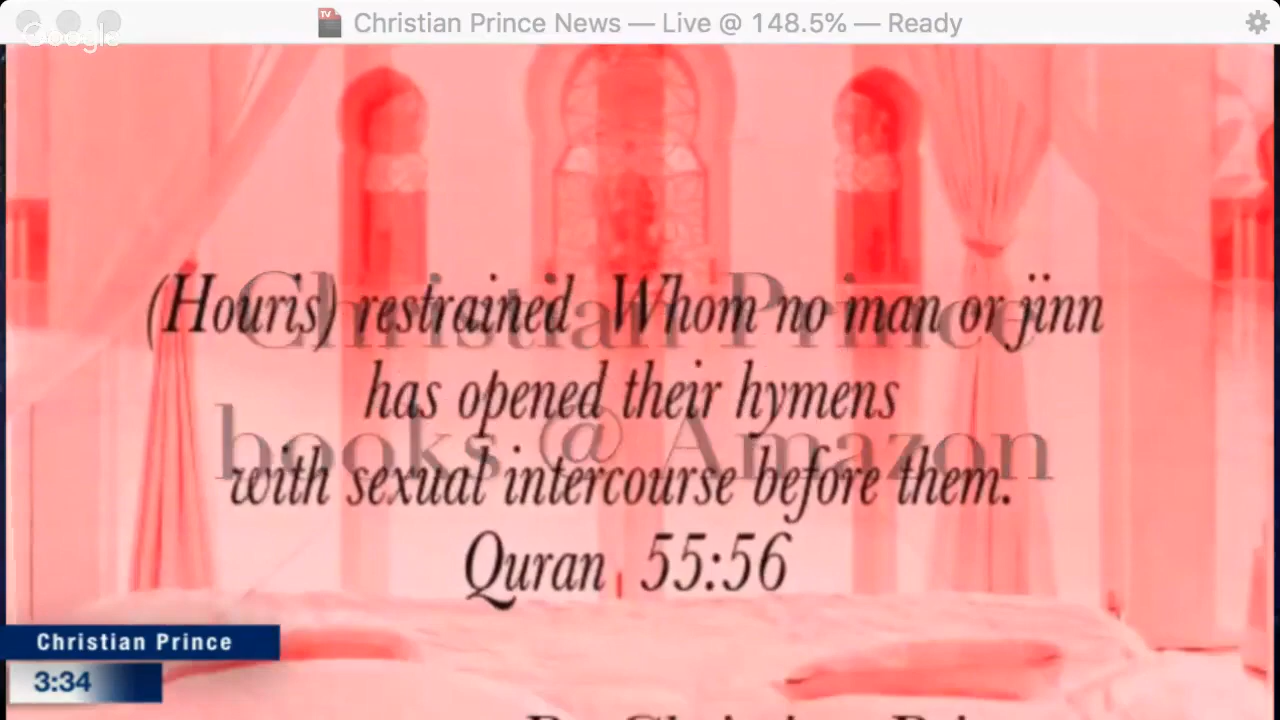 Christian Prince News — Live @ 148.5% — Ready
Google
(Houris) restrained Whom no man or jinn
has opened their hymens
with sexual intercourse before them.
Quran 55:56
Christian Prince
books @ Amazon
Christian Prince
3:34